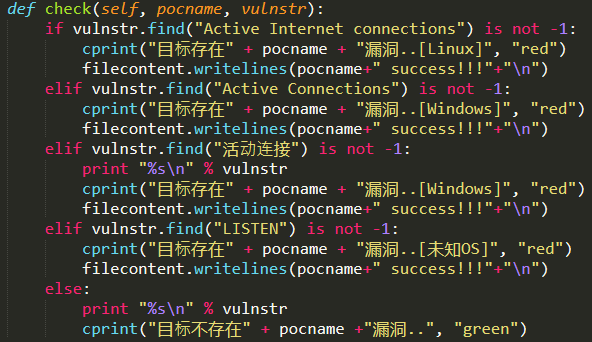 def check(self, pocname, vulnstr):
    if vulnstr.find("Active Internet connections") is not -1:
        cprint("目标存在" + pocname + "漏洞..[Linux]", "red")
        filecontent.writelines(pocname+" success!!!"+"\n")
    elif vulnstr.find("Active Connections") is not -1:
        cprint("目标存在" + pocname + "漏洞..[Windows]", "red")
        filecontent.writelines(pocname+" success!!!"+"\n")
    elif vulnstr.find("活动连接") is not -1:
        print "%s\n" % vulnstr
        cprint("目标存在" + pocname + "漏洞..[Windows]", "red")
        filecontent.writelines(pocname+" success!!!"+"\n")
    elif vulnstr.find("LISTEN") is not -1:
        cprint("目标存在" + pocname + "漏洞..[未知OS]", "red")
        filecontent.writelines(pocname+" success!!!"+"\n")
    else:
        print "%s\n" % vulnstr
        cprint("目标不存在" + pocname +"漏洞..", "green")